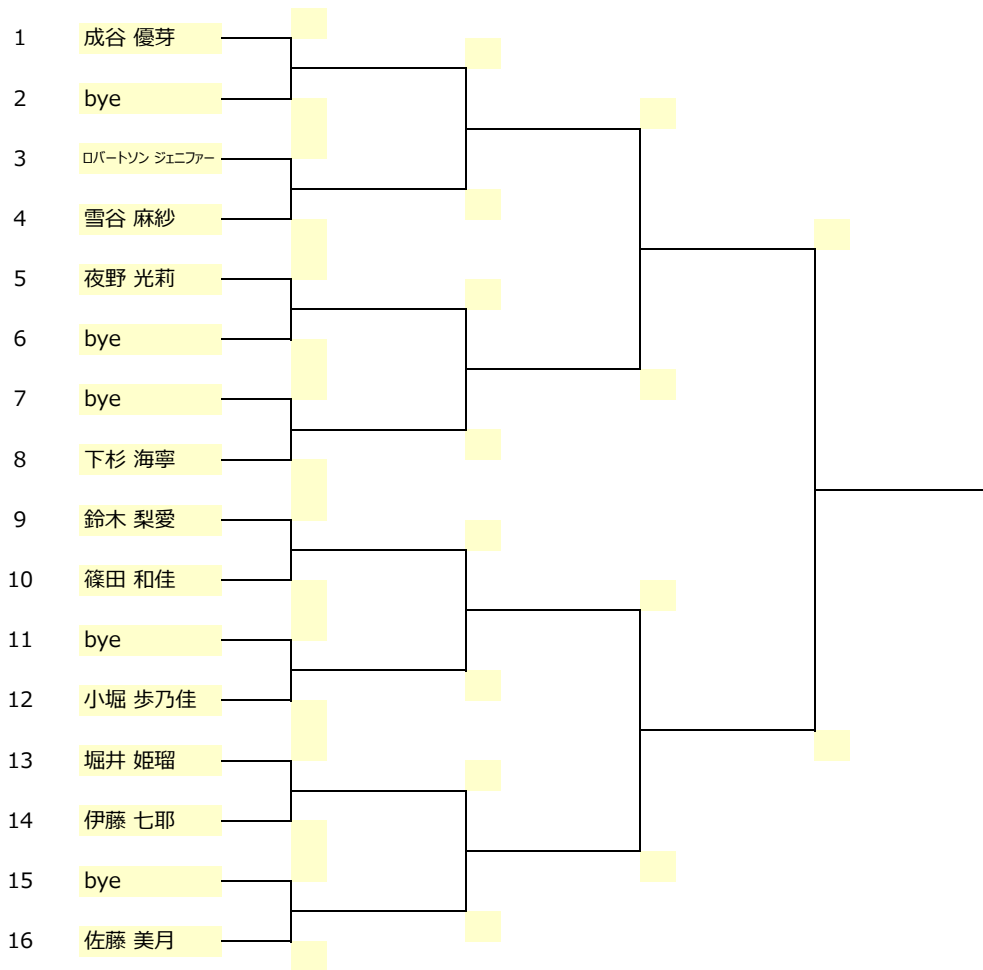 1 成谷 優芽
2 bye
3 ロバートソン ジェニファー
4 雪谷 麻紗
5 夜野 光莉
6 bye
7 bye
8 下杉 海寧
9 鈴木 梨愛
10 篠田 和佳
11 bye
12 小堀 歩乃佳
13 堀井 姫瑠
14 伊藤 七耶
15 bye
16 佐藤 美月